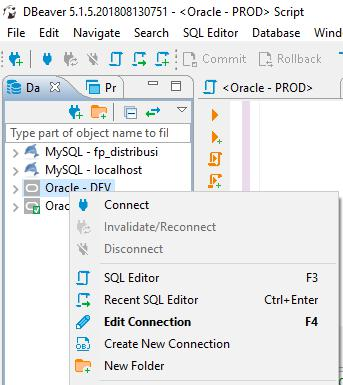 DBeaver 5.1.5.201808130751 - <Oracle - PROD> Script
File Edit Navigate Search SQL Editor Database
Commit Rollback
Da Pr <Oracle - PROD>
Type part of object name to fil
MySQL - fp_distribusi
MySQL - localhost
Oracle - DEV
Connect
Invalidate/Reconnect
Disconnect
SQL Editor F3
Recent SQL Editor Ctrl+Enter
Edit Connection F4
Create New Connection
New Folder